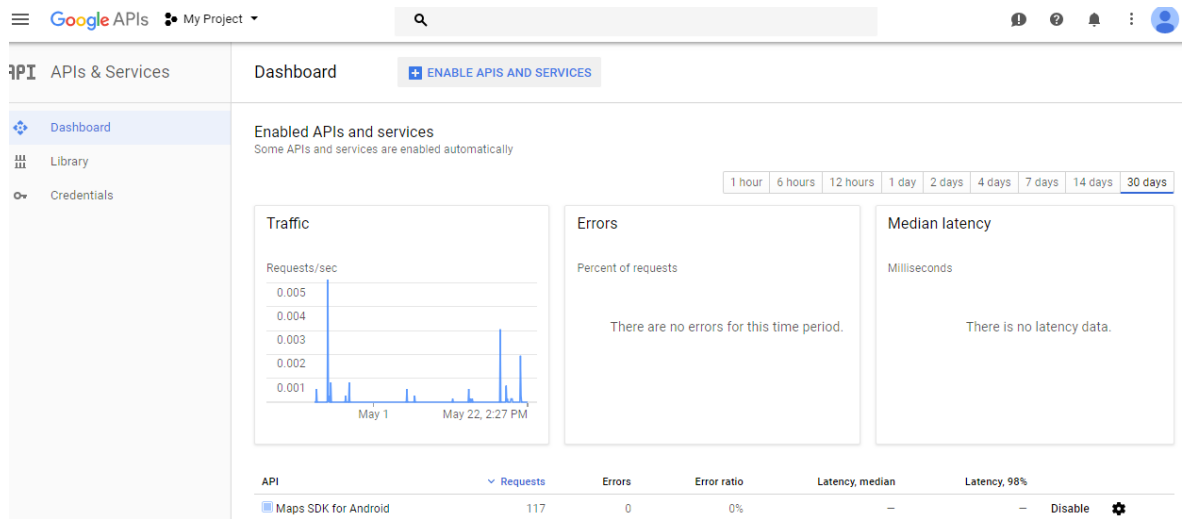 Google APIs My Project
API APIs & Services
Dashboard ENABLE APIS AND SERVICES
Dashboard
Library
Credentials
Enabled APIs and services
Some APIs and services are enabled automatically
1 hour 6 hours 12 hours 1 day 2 days 4 days 7 days 14 days 30 days
Traffic
Requests/sec
0.005
0.004
0.003
0.002
0.001
May 1 May 22, 2:27 PM
Errors
Percent of requests
There are no errors for this time period.
Median latency
Milliseconds
There is no latency data.
API Requests Errors Error ratio Latency, median Latency, 98%
Maps SDK for Android 117 0 0% – – Disable